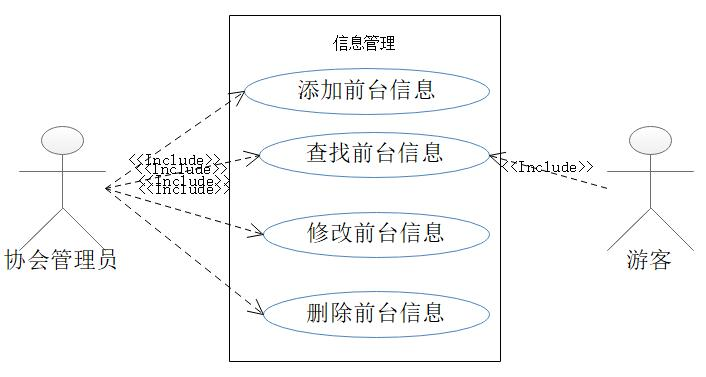 信息管理
添加前台信息
查找前台信息
修改前台信息
删除前台信息
<<Include>>
<<Include>>
<<Include>>
<<Include>>
<<Include>>
协会管理员
游客